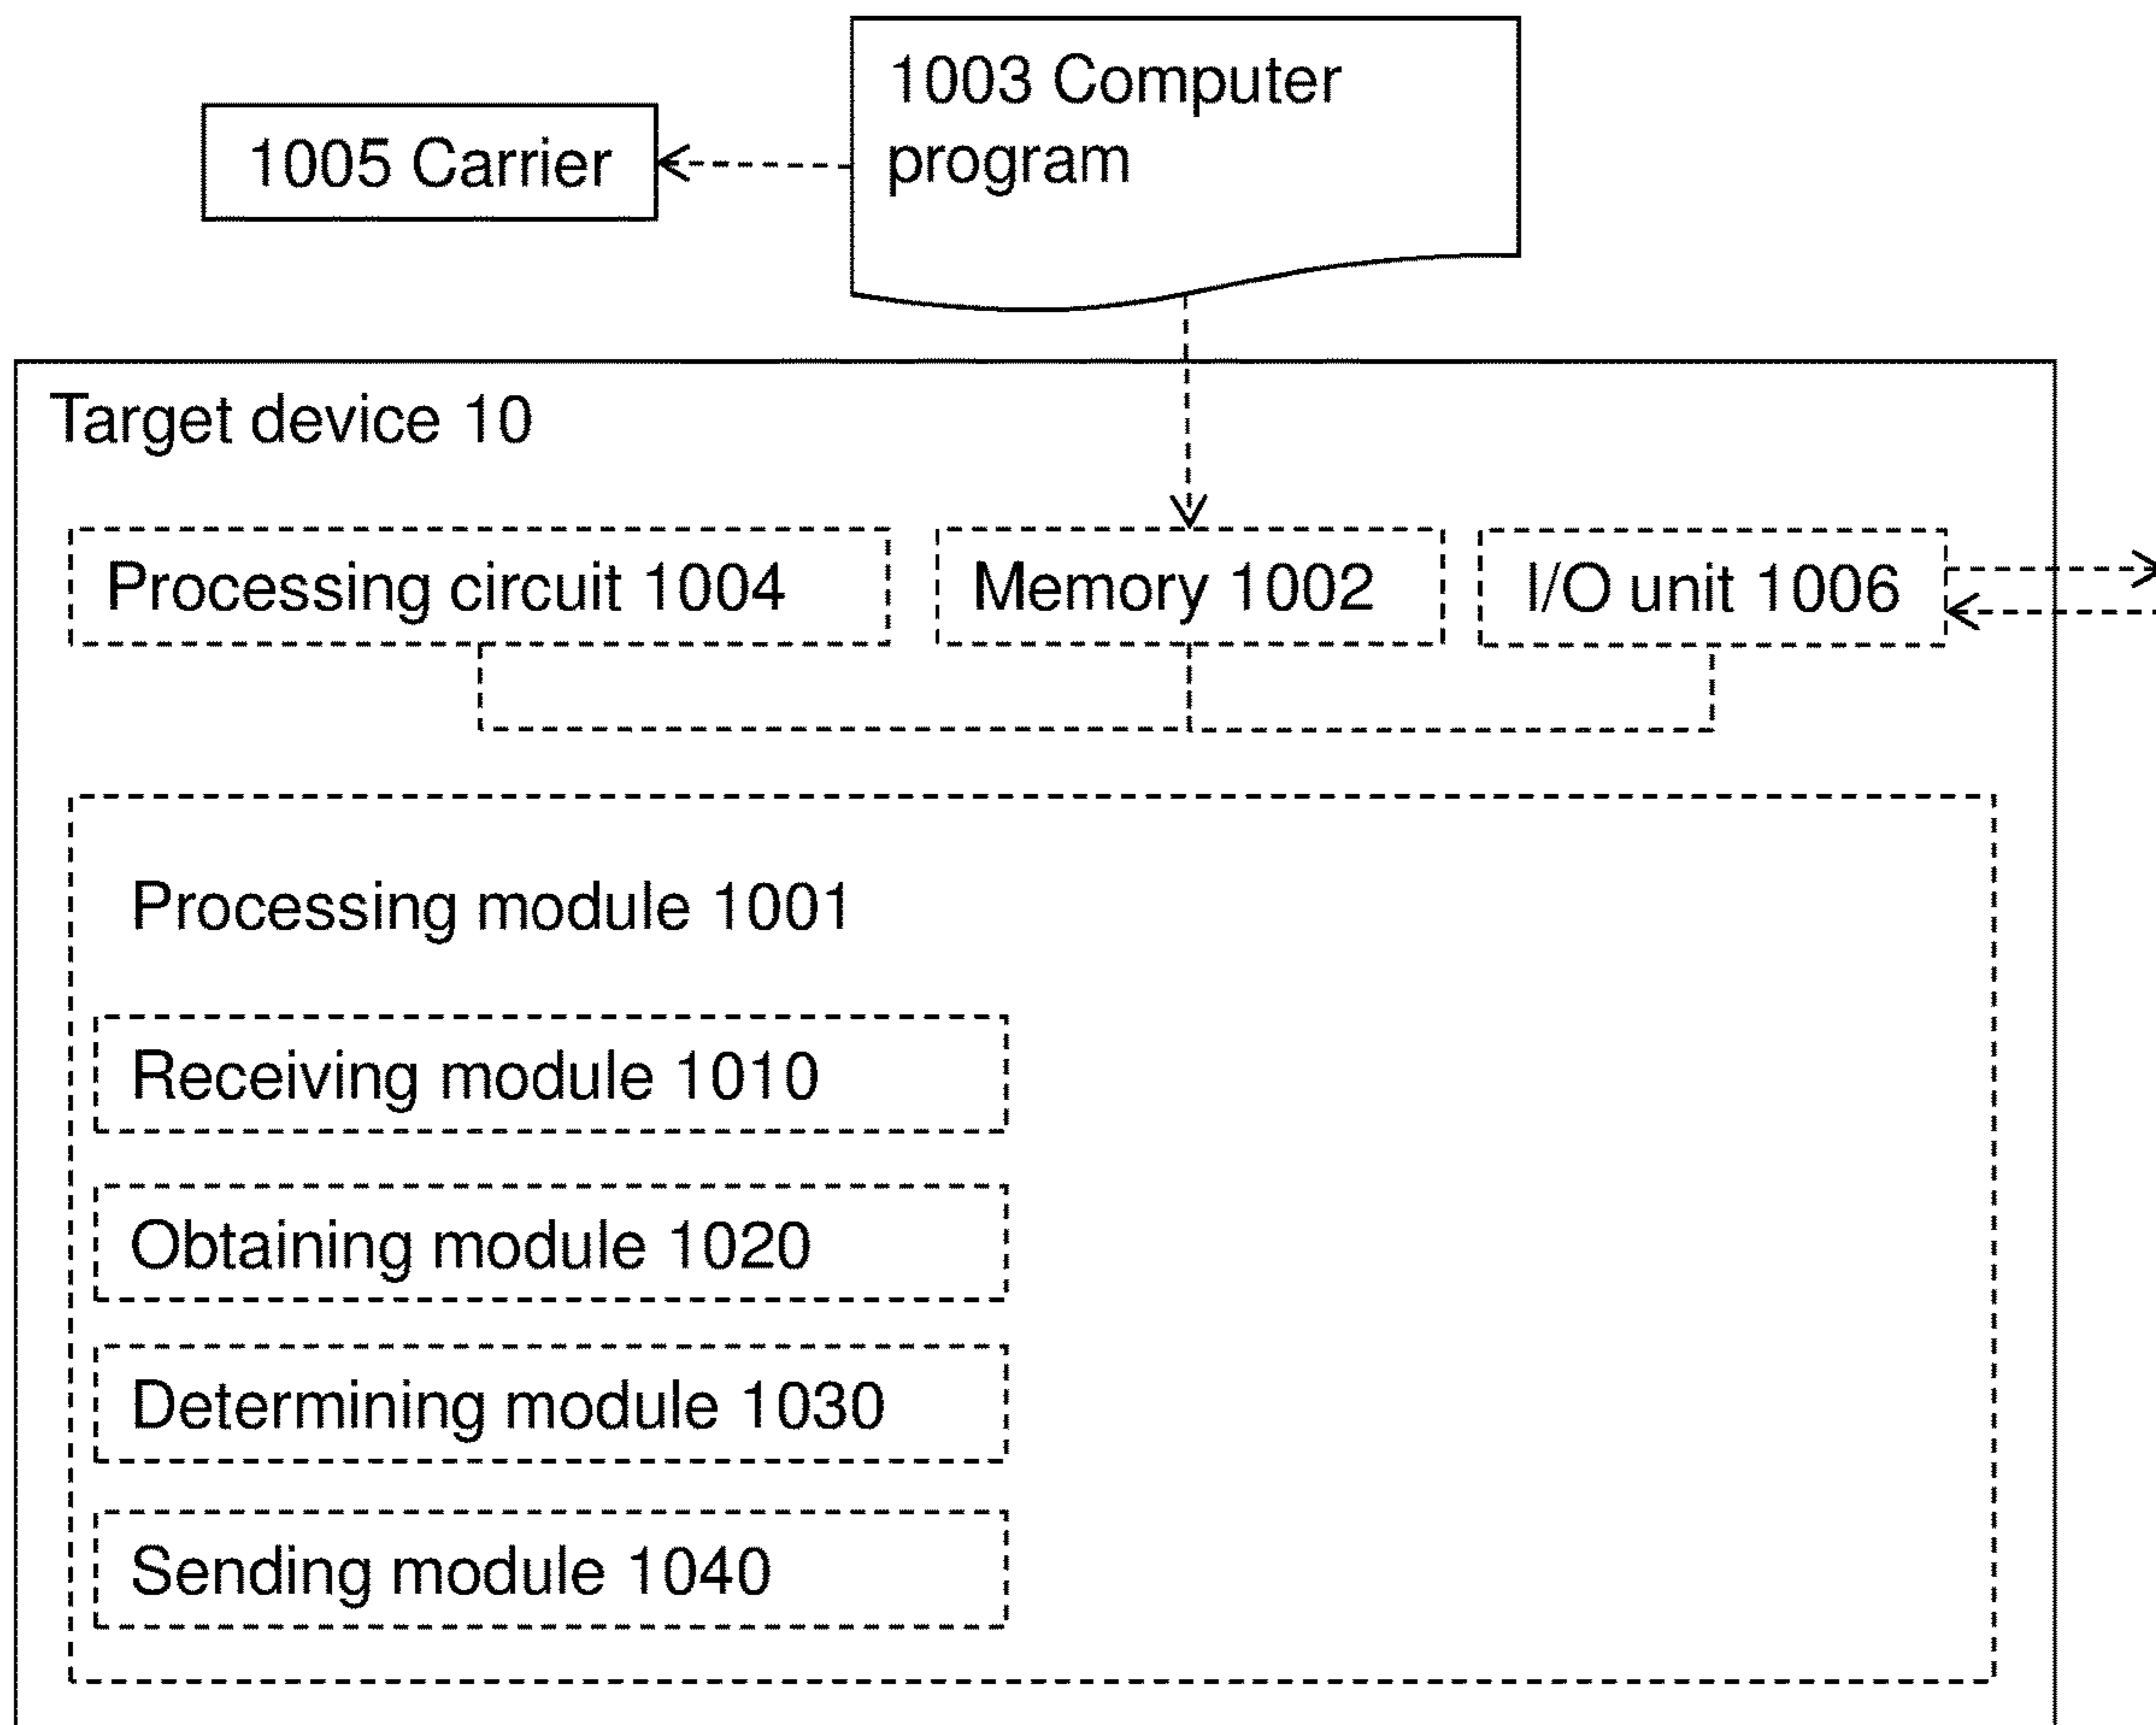 1003 Computer
program
1005 Carrier
Target device 10
Processing circuit 1004
Memory 1002
I/O unit 1006
Processing module 1001
Receiving module 1010
Obtaining module 1020
Determining module 1030
Sending module 1040